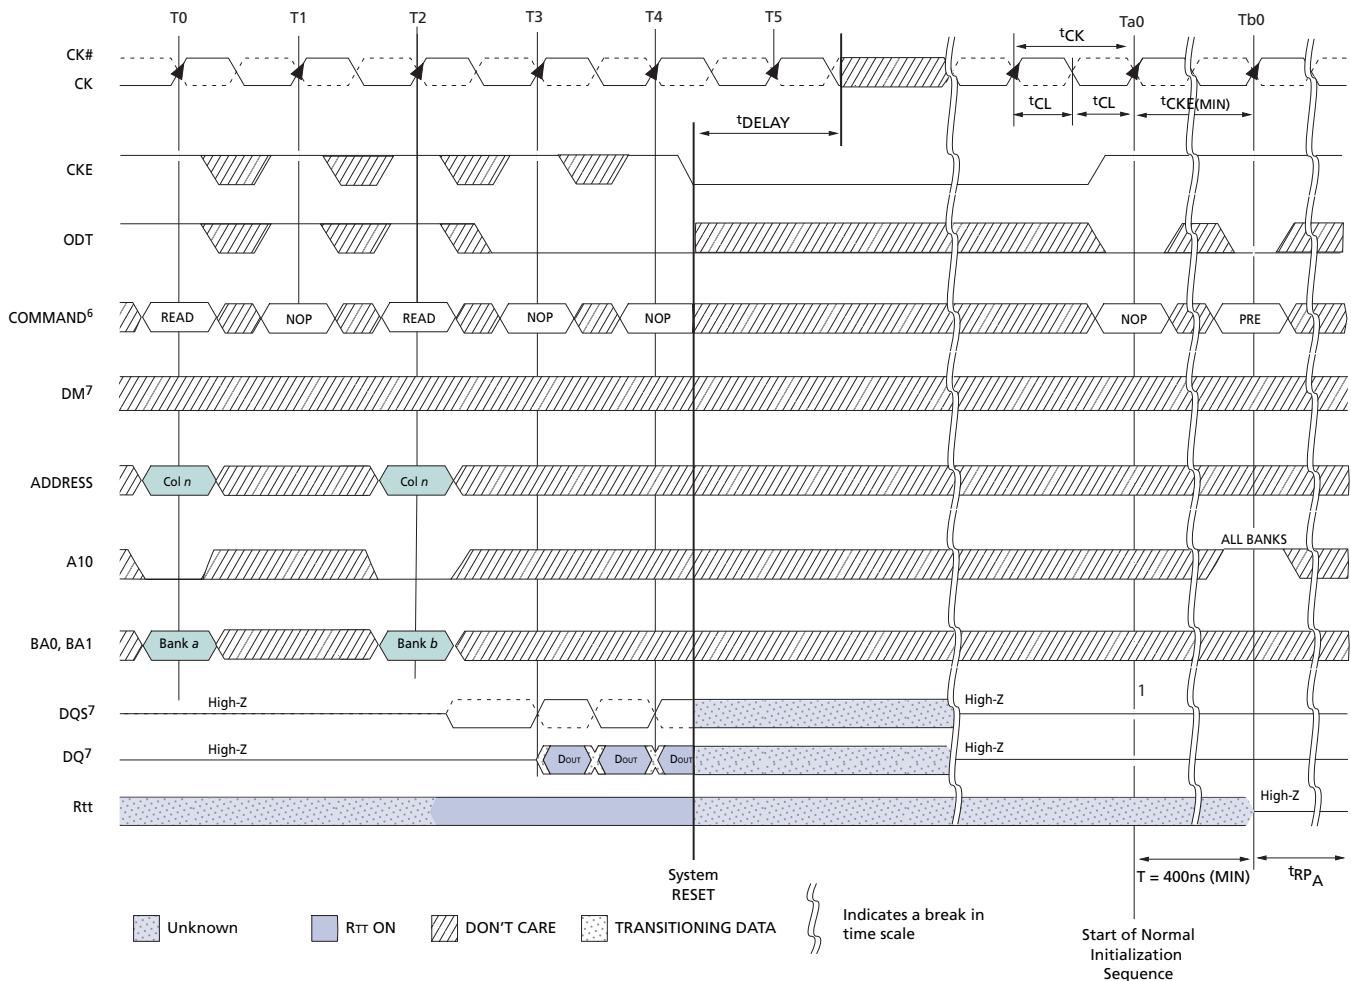 T0 T1 T2 T3 T4 T5 Ta0 Tb0
tCK
CK#
CK
tCL tCL tCKE(MIN)
tDELAY
CKE
ODT
COMMAND6 READ NOP READ NOP NOP NOP PRE
DM7
ADDRESS Col n Col n
ALL BANKS
A10
BA0, BA1 Bank a Bank b
1
High-Z High-Z
DQS7
High-Z High-Z
DQ7 DOUT DOUT DOUT
Rtt High-Z
System
RESET
T = 400ns (MIN) tRPA
Unknown RTT ON DON'T CARE TRANSITIONING DATA
Indicates a break in
time scale
Start of Normal
Initialization
Sequence